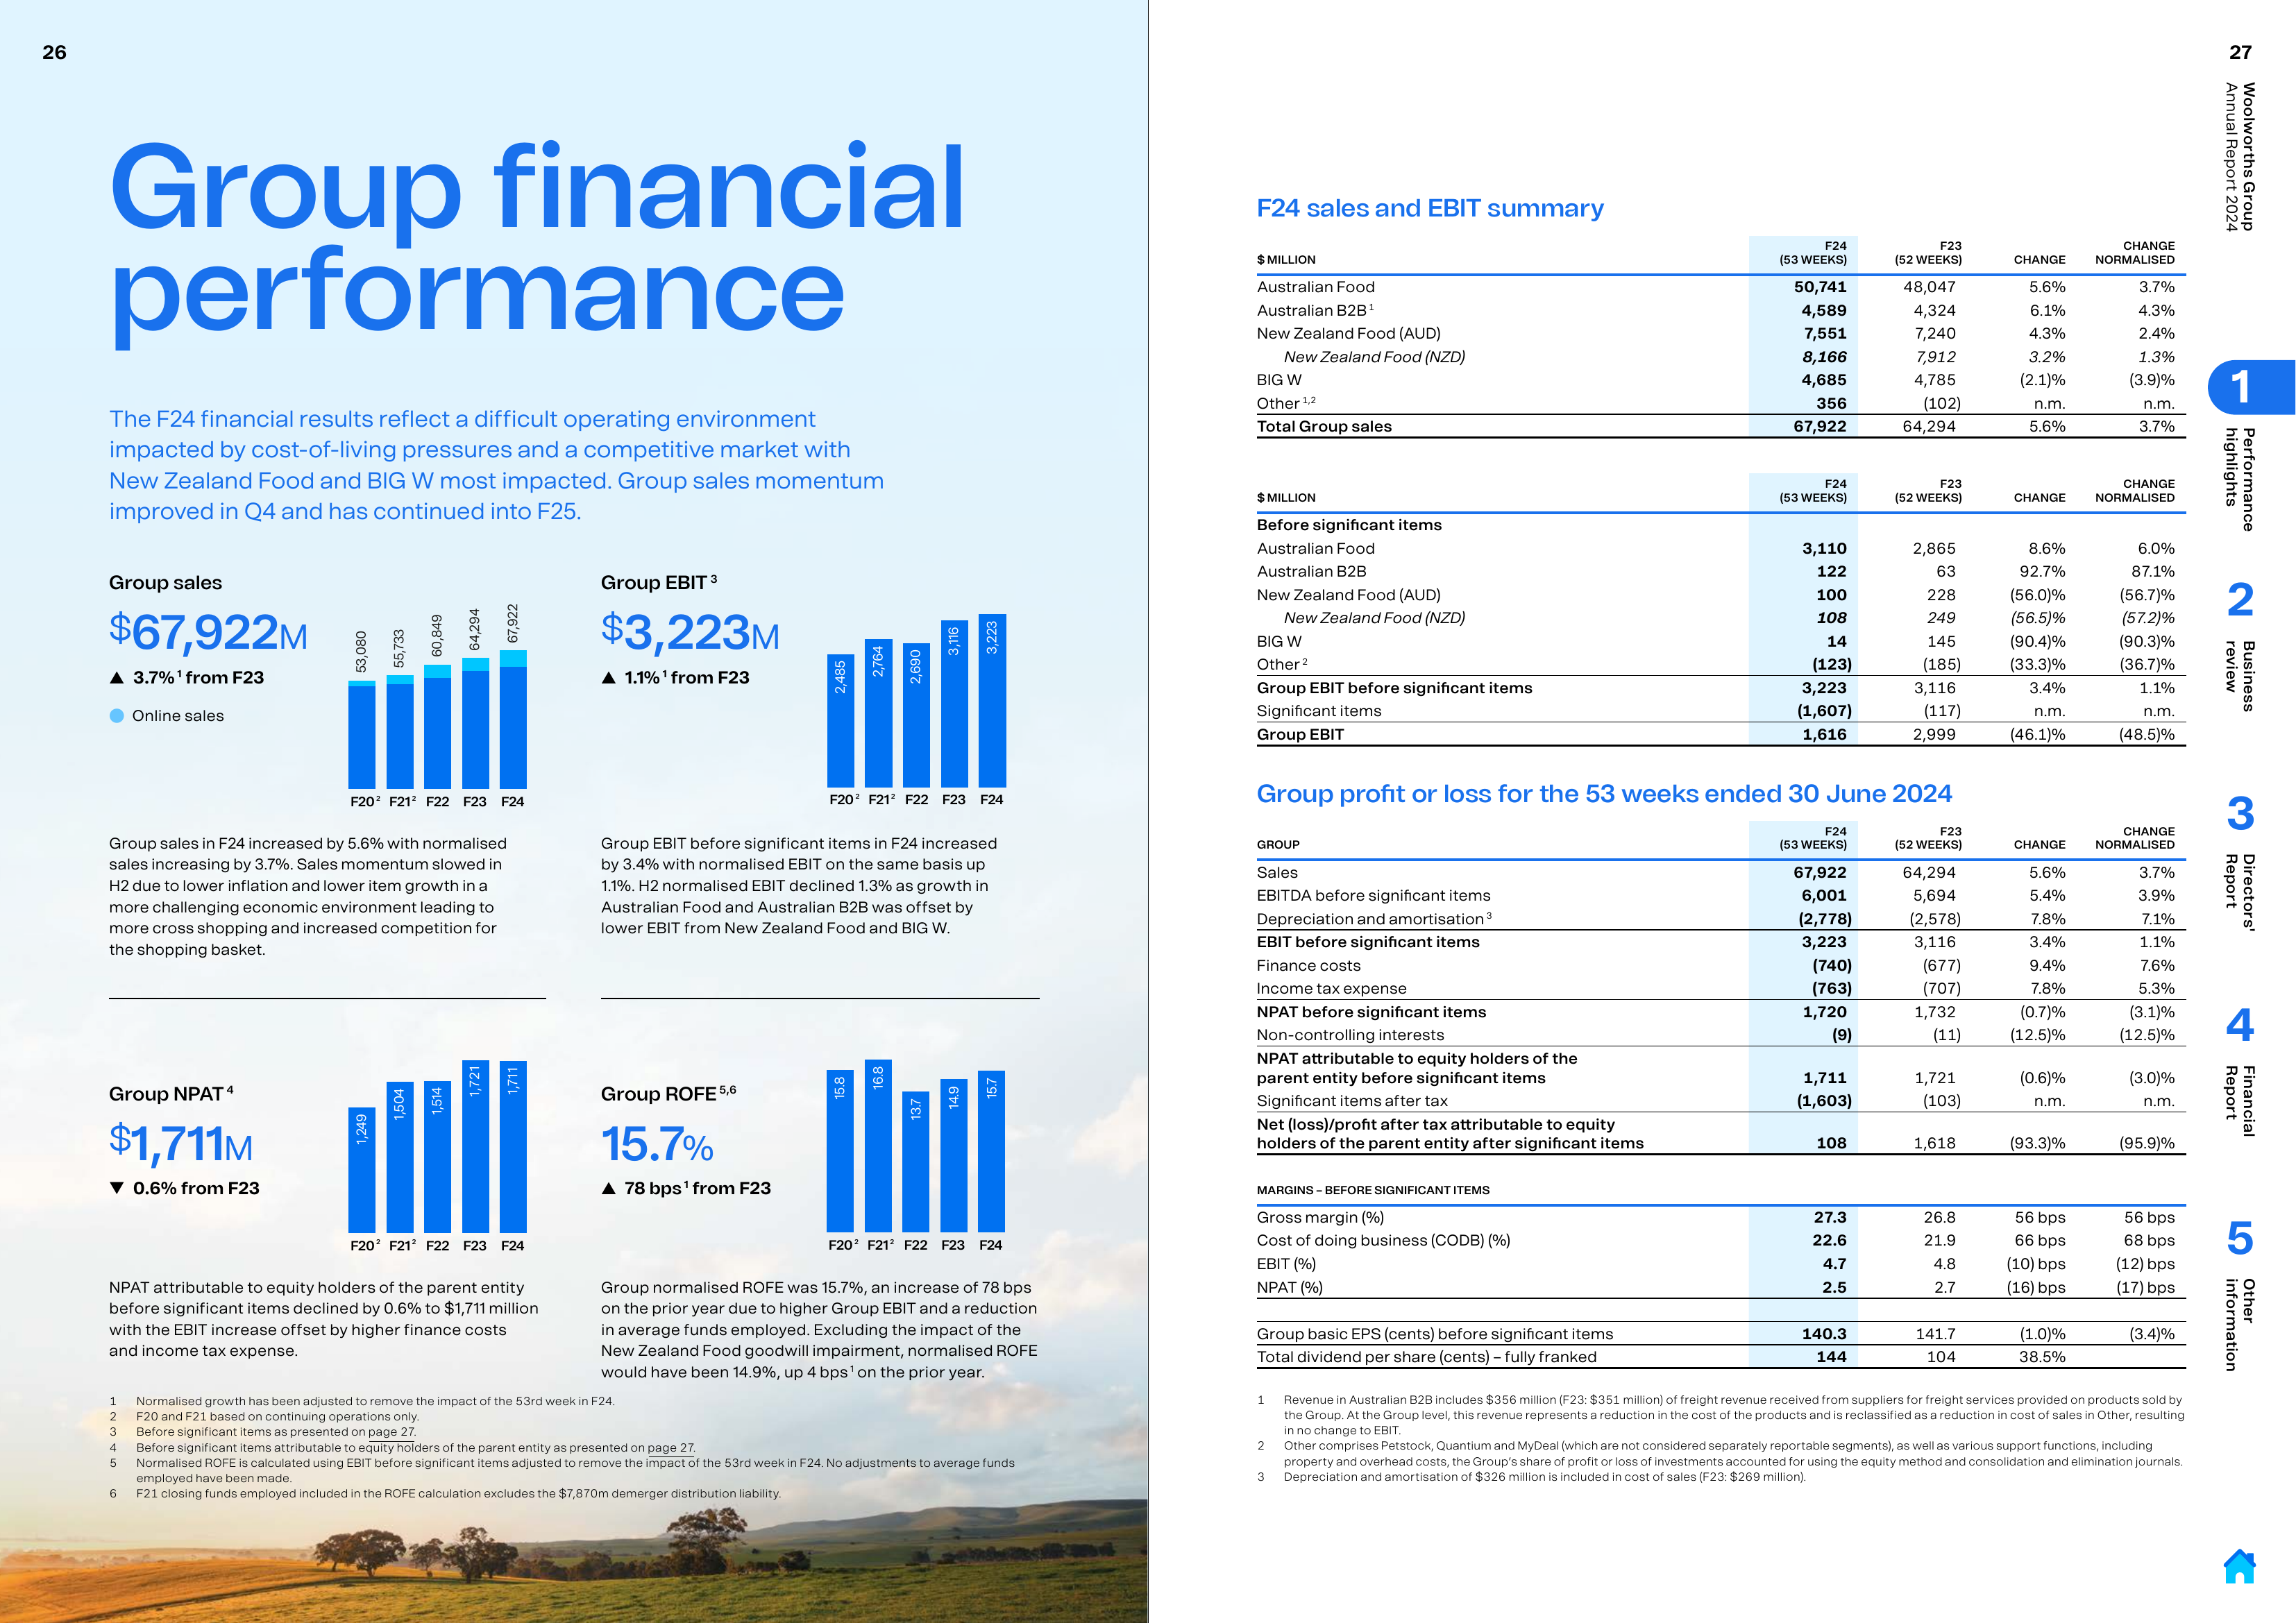 26
Group financial
performance
The F24 financial results reflect a difficult operating environment
impacted by cost-of-living pressures and a competitive market with
New Zealand Food and BIG W most impacted. Group sales momentum
improved in Q4 and has continued into F25.
Group sales
$67,922M
▲ 3.7%¹ from F23
Online sales
53,080 55,733 60,849 64,294 67,922
F20² F21² F22 F23 F24
Group sales in F24 increased by 5.6% with normalised
sales increasing by 3.7%. Sales momentum slowed in
H2 due to lower inflation and lower item growth in a
more challenging economic environment leading to
more cross shopping and increased competition for
the shopping basket.
Group EBIT³
$3,223M
▲ 1.1%¹ from F23
2,485 2,764 2,690 3,116 3,223
F20² F21² F22 F23 F24
Group EBIT before significant items in F24 increased
by 3.4% with normalised EBIT on the same basis up
1.1%. H2 normalised EBIT declined 1.3% as growth in
Australian Food and Australian B2B was offset by
lower EBIT from New Zealand Food and BIG W.
Group NPAT⁴
$1,711M
▼ 0.6% from F23
1,249 1,504 1,514 1,721 1,711
F20² F21² F22 F23 F24
NPAT attributable to equity holders of the parent entity
before significant items declined by 0.6% to $1,711 million
with the EBIT increase offset by higher finance costs
and income tax expense.
Group ROFE⁵,⁶
15.7%
▲ 78 bps¹ from F23
15.8 16.8 13.7 14.9 15.7
F20² F21² F22 F23 F24
Group normalised ROFE was 15.7%, an increase of 78 bps
on the prior year due to higher Group EBIT and a reduction
in average funds employed. Excluding the impact of the
New Zealand Food goodwill impairment, normalised ROFE
would have been 14.9%, up 4 bps¹ on the prior year.
1 Normalised growth has been adjusted to remove the impact of the 53rd week in F24.
2 F20 and F21 based on continuing operations only.
3 Before significant items as presented on page 27.
4 Before significant items attributable to equity holders of the parent entity as presented on page 27.
5 Normalised ROFE is calculated using EBIT before significant items adjusted to remove the impact of the 53rd week in F24. No adjustments to average funds
employed have been made.
6 F21 closing funds employed included in the ROFE calculation excludes the $7,870m demerger distribution liability.
F24 sales and EBIT summary
$ MILLION F24 (53 WEEKS) F23 (52 WEEKS) CHANGE CHANGE NORMALISED
Australian Food 50,741 48,047 5.6% 3.7%
Australian B2B¹ 4,589 4,324 6.1% 4.3%
New Zealand Food (AUD) 7,551 7,240 4.3% 2.4%
New Zealand Food (NZD) 8,166 7,912 3.2% 1.3%
BIG W 4,685 4,785 (2.1)% (3.9)%
Other¹,² 356 (102) n.m. n.m.
Total Group sales 67,922 64,294 5.6% 3.7%
$ MILLION F24 (53 WEEKS) F23 (52 WEEKS) CHANGE CHANGE NORMALISED
Before significant items
Australian Food 3,110 2,865 8.6% 6.0%
Australian B2B 122 63 92.7% 87.1%
New Zealand Food (AUD) 100 228 (56.0)% (56.7)%
New Zealand Food (NZD) 108 249 (56.5)% (57.2)%
BIG W 14 145 (90.4)% (90.3)%
Other² (123) (185) (33.3)% (36.7)%
Group EBIT before significant items 3,223 3,116 3.4% 1.1%
Significant items (1,607) (117) n.m. n.m.
Group EBIT 1,616 2,999 (46.1)% (48.5)%
Group profit or loss for the 53 weeks ended 30 June 2024
GROUP F24 (53 WEEKS) F23 (52 WEEKS) CHANGE CHANGE NORMALISED
Sales 67,922 64,294 5.6% 3.7%
EBITDA before significant items 6,001 5,694 5.4% 3.9%
Depreciation and amortisation³ (2,778) (2,578) 7.8% 7.1%
EBIT before significant items 3,223 3,116 3.4% 1.1%
Finance costs (740) (677) 9.4% 7.6%
Income tax expense (763) (707) 7.8% 5.3%
NPAT before significant items 1,720 1,732 (0.7)% (3.1)%
Non-controlling interests (9) (11) (12.5)% (12.5)%
NPAT attributable to equity holders of the
parent entity before significant items 1,711 1,721 (0.6)% (3.0)%
Significant items after tax (1,603) (103) n.m. n.m.
Net (loss)/profit after tax attributable to equity
holders of the parent entity after significant items 108 1,618 (93.3)% (95.9)%
MARGINS – BEFORE SIGNIFICANT ITEMS
Gross margin (%) 27.3 26.8 56 bps 56 bps
Cost of doing business (CODB) (%) 22.6 21.9 66 bps 68 bps
EBIT (%) 4.7 4.8 (10) bps (12) bps
NPAT (%) 2.5 2.7 (16) bps (17) bps
Group basic EPS (cents) before significant items 140.3 141.7 (1.0)% (3.4)%
Total dividend per share (cents) – fully franked 144 104 38.5%
1 Revenue in Australian B2B includes $356 million (F23: $351 million) of freight revenue received from suppliers for freight services provided on products sold by
the Group. At the Group level, this revenue represents a reduction in the cost of the products and is reclassified as a reduction in cost of sales in Other, resulting
in no change to EBIT.
2 Other comprises Petstock, Quantium and MyDeal (which are not considered separately reportable segments), as well as various support functions, including
property and overhead costs, the Group's share of profit or loss of investments accounted for using the equity method and consolidation and elimination journals.
3 Depreciation and amortisation of $326 million is included in cost of sales (F23: $269 million).
27
Woolworths Group
Annual Report 2024
1
Performance
highlights
2
Business
review
3
Directors'
Report
4
Financial
Report
5
Other
information